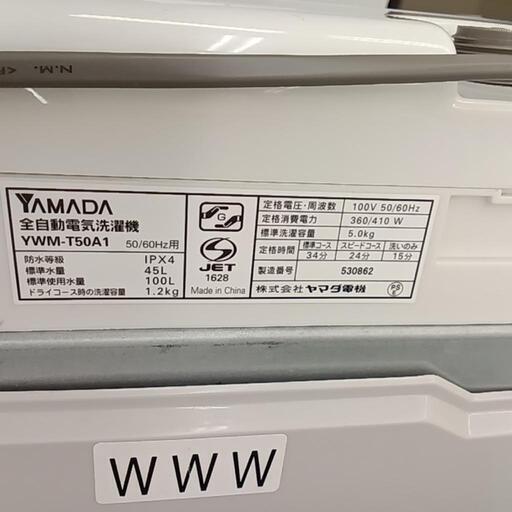 N.M.
YAMADA
全自動電気洗濯機
YWM-T50A1 50/60Hz用
防水等級 IPX4
標準水量 45L
標準使用水量 100L
ドライコース時の洗濯容量 1.2kg
G
S
JET
1628
Made in China
定格電圧・周波数 100V 50/60Hz
定格消費電力 360/410 W
標準洗濯容量 5.0kg
定格時間 標準コース スピードコース 洗いのみ
34分 24分 15分
製造番号 530862
株式会社ヤマダ電機
PS
E
WWW